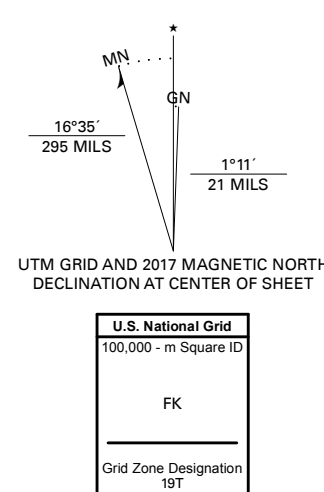 ★
MN
GN
16°35´
295 MILS
1°11´
21 MILS
UTM GRID AND 2017 MAGNETIC NORTH
DECLINATION AT CENTER OF SHEET
U.S. National Grid
100,000 - m Square ID
FK
Grid Zone Designation
19T